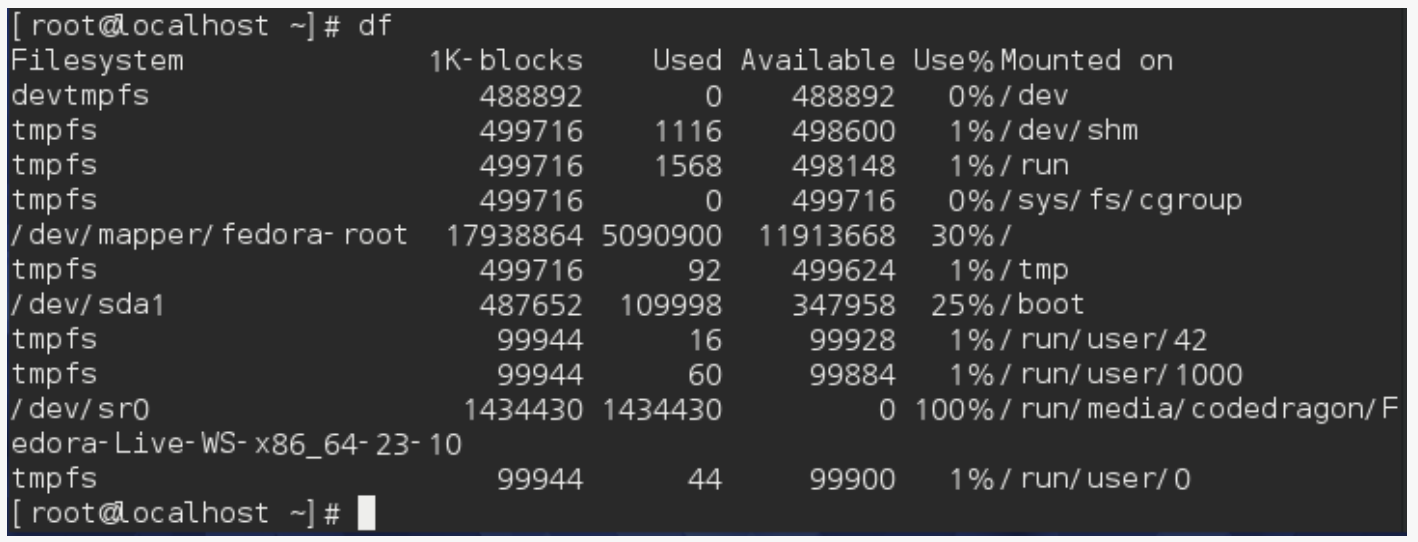 [root@localhost ~]# df
Filesystem              1K-blocks    Used Available Use% Mounted on
devtmpfs                   488892       0    488892   0% /dev
tmpfs                      499716    1116    498600   1% /dev/shm
tmpfs                      499716    1568    498148   1% /run
tmpfs                      499716       0    499716   0% /sys/fs/cgroup
/dev/mapper/fedora-root  17938864 5090900  11913668  30% /
tmpfs                      499716      92    499624   1% /tmp
/dev/sda1                  487652  109998    347958  25% /boot
tmpfs                       99944      16     99928   1% /run/user/42
tmpfs                       99944      60     99884   1% /run/user/1000
/dev/sr0                  1434430 1434430         0 100% /run/media/codedragon/F
edora-Live-WS-x86_64-23-10
tmpfs                       99944      44     99900   1% /run/user/0
[root@localhost ~]#